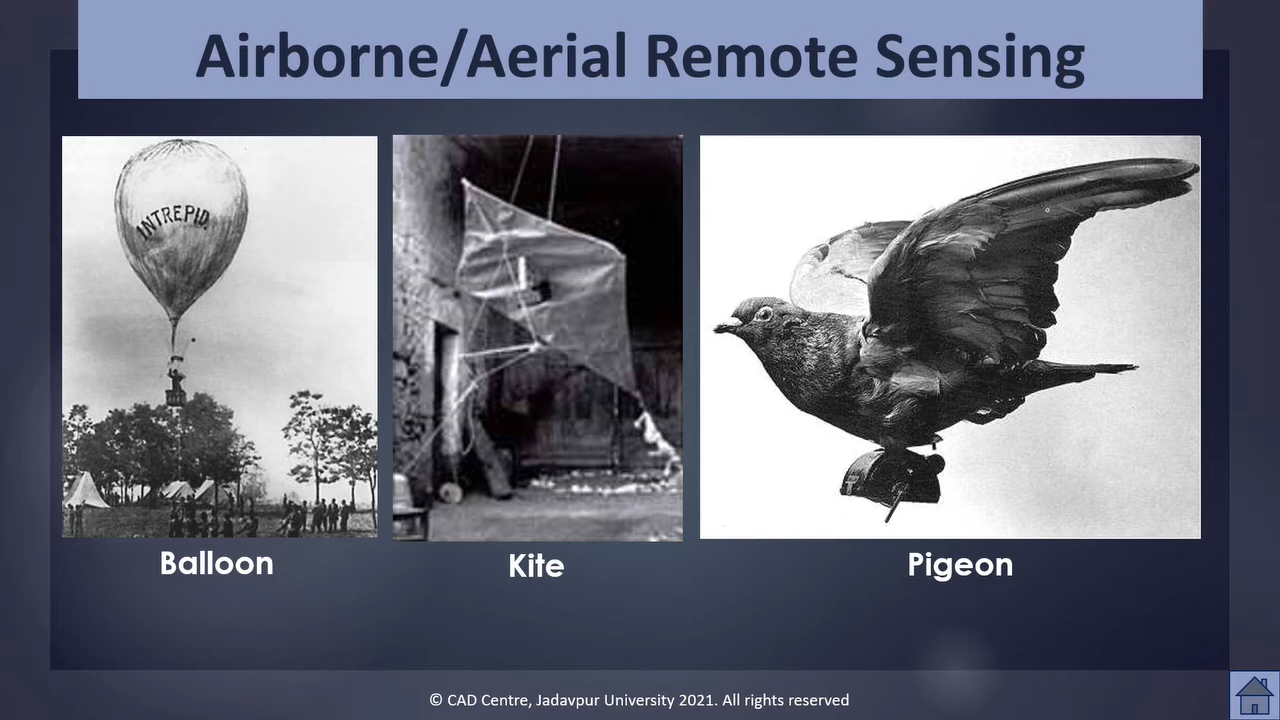 Airborne/Aerial Remote Sensing
INTREPID.
Balloon
Kite
Pigeon
© CAD Centre, Jadavpur University 2021. All rights reserved